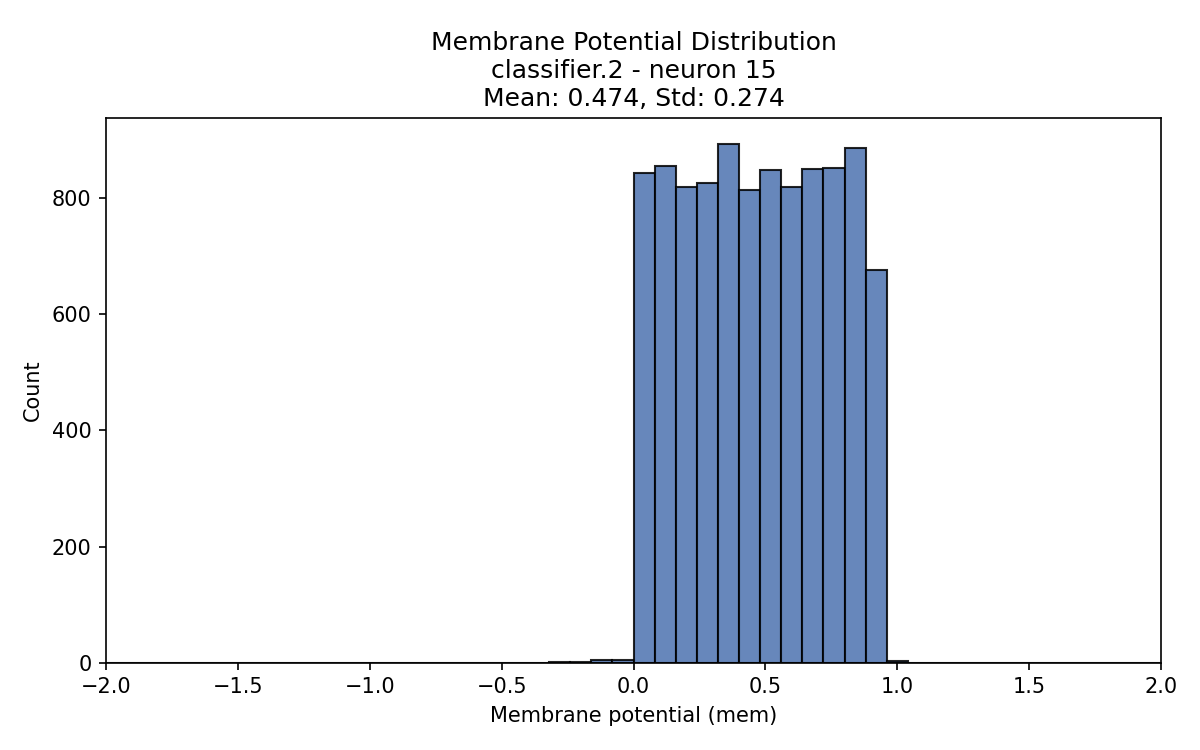 Membrane Potential Distribution
classifier.2 - neuron 15
Mean: 0.474, Std: 0.274
Count
800
600
400
200
0
−2.0 −1.5 −1.0 −0.5 0.0 0.5 1.0 1.5 2.0
Membrane potential (mem)